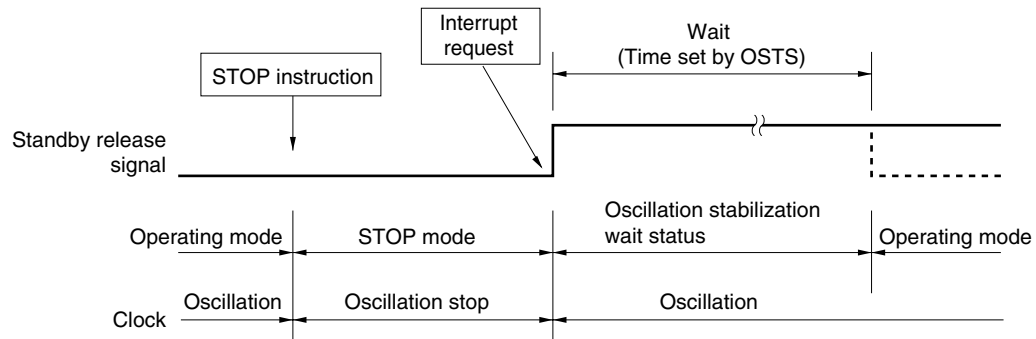 Interrupt
request
Wait
(Time set by OSTS)
STOP instruction
Standby release
signal
Operating mode
STOP mode
Oscillation stabilization
wait status
Operating mode
Clock
Oscillation
Oscillation stop
Oscillation